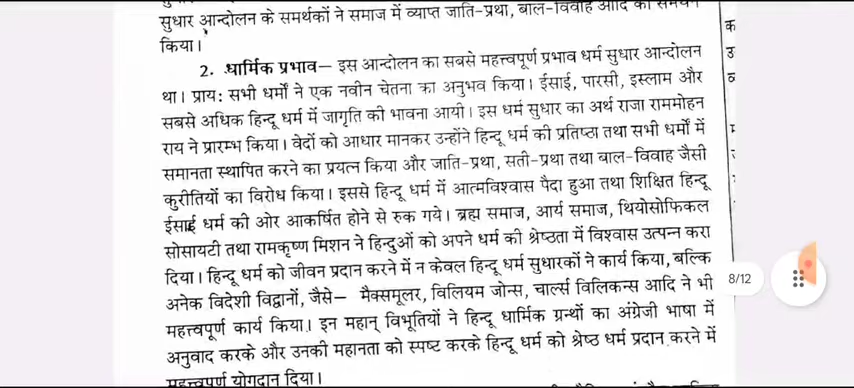 सुधार आन्दोलन के समर्थकों ने समाज में व्याप्त जाति-प्रथा, बाल-विवाह आदि का समर्थन
किया।
2. धार्मिक प्रभाव— इस आन्दोलन का सबसे महत्त्वपूर्ण प्रभाव धर्म सुधार आन्दोलन
था। प्राय: सभी धर्मों ने एक नवीन चेतना का अनुभव किया। ईसाई, पारसी, इस्लाम और
सबसे अधिक हिन्दू धर्म में जागृति की भावना आयी। इस धर्म सुधार का अर्थ राजा राममोहन
राय ने प्रारम्भ किया। वेदों को आधार मानकर उन्होंने हिन्दू धर्म की प्रतिष्ठा तथा सभी धर्मों में
समानता स्थापित करने का प्रयत्न किया और जाति-प्रथा, सती-प्रथा तथा बाल-विवाह जैसी
कुरीतियों का विरोध किया। इससे हिन्दू धर्म में आत्मविश्वास पैदा हुआ तथा शिक्षित हिन्दू
ईसाई धर्म की ओर आकर्षित होने से रुक गये। ब्रह्म समाज, आर्य समाज, थियोसोफिकल
सोसायटी तथा रामकृष्ण मिशन ने हिन्दुओं को अपने धर्म की श्रेष्ठता में विश्वास उत्पन्न करा
दिया। हिन्दू धर्म को जीवन प्रदान करने में न केवल हिन्दू धर्म सुधारकों ने कार्य किया, बल्कि
अनेक विदेशी विद्वानों, जैसे— मैक्समूलर, विलियम जोन्स, चार्ल्स विलिकन्स आदि ने भी
महत्त्वपूर्ण कार्य किया। इन महान् विभूतियों ने हिन्दू धार्मिक ग्रन्थों का अंग्रेजी भाषा में
अनुवाद करके और उनकी महानता को स्पष्ट करके हिन्दू धर्म को श्रेष्ठ धर्म प्रदान करने में
महत्त्वपूर्ण योगदान दिया।
8/12